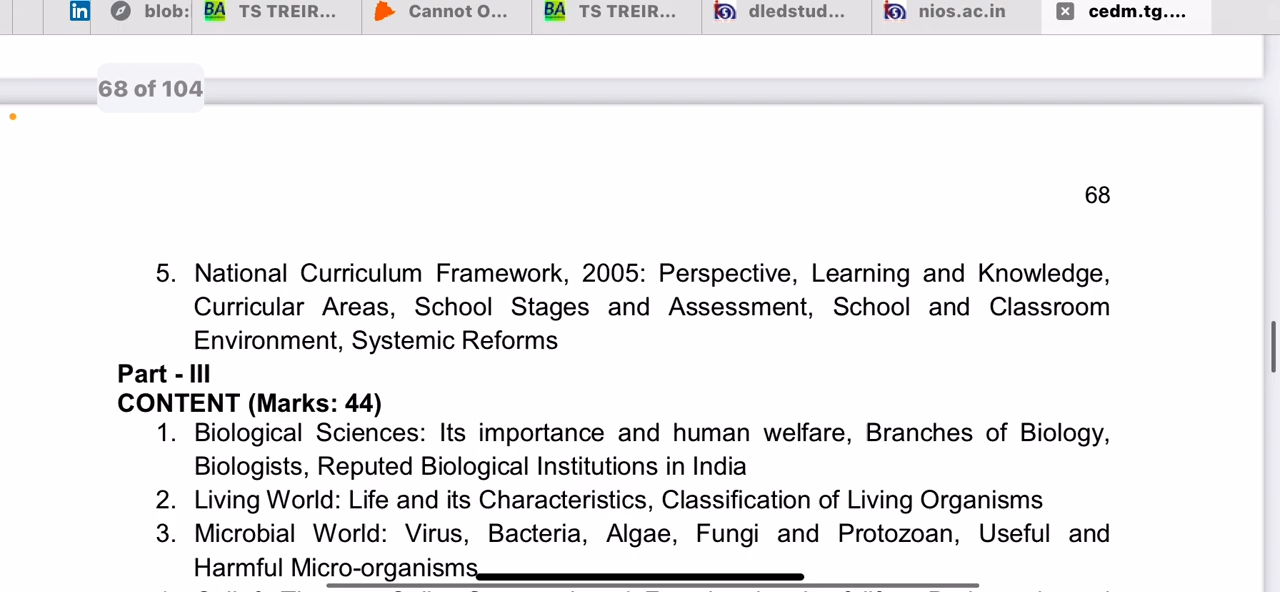 blob:
BA TS TREIR...
Cannot O...
BA TS TREIR...
dledstud...
nios.ac.in
cedm.tg....
68 of 104
68
5. National Curriculum Framework, 2005: Perspective, Learning and Knowledge,
Curricular Areas, School Stages and Assessment, School and Classroom
Environment, Systemic Reforms
Part - III
CONTENT (Marks: 44)
1. Biological Sciences: Its importance and human welfare, Branches of Biology,
Biologists, Reputed Biological Institutions in India
2. Living World: Life and its Characteristics, Classification of Living Organisms
3. Microbial World: Virus, Bacteria, Algae, Fungi and Protozoan, Useful and
Harmful Micro-organisms